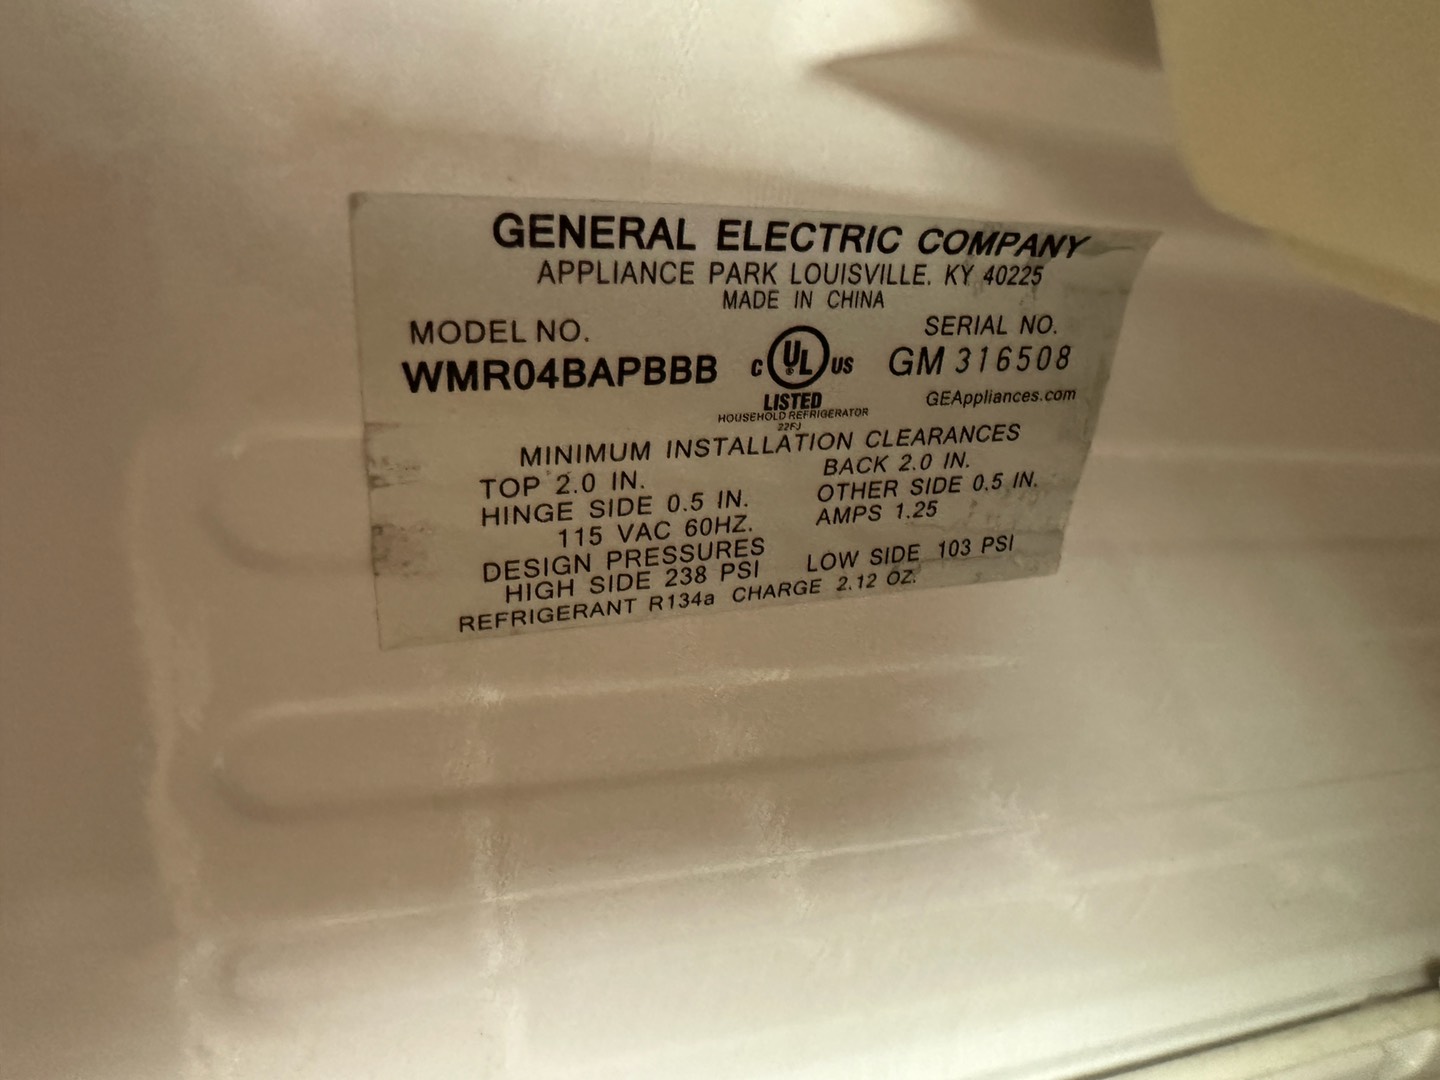 GENERAL ELECTRIC COMPANY
APPLIANCE PARK LOUISVILLE. KY 40225
MADE IN CHINA
MODEL NO.
WMR04BAPBBB
C UL US
®
LISTED
HOUSEHOLD REFRIGERATOR
22FJ
SERIAL NO.
GM 316508
GEAppliances.com
MINIMUM INSTALLATION CLEARANCES
TOP 2.0 IN. BACK 2.0 IN.
HINGE SIDE 0.5 IN. OTHER SIDE 0.5 IN.
115 VAC 60HZ. AMPS 1.25
DESIGN PRESSURES
HIGH SIDE 238 PSI LOW SIDE 103 PSI
REFRIGERANT R134a CHARGE 2.12 OZ.